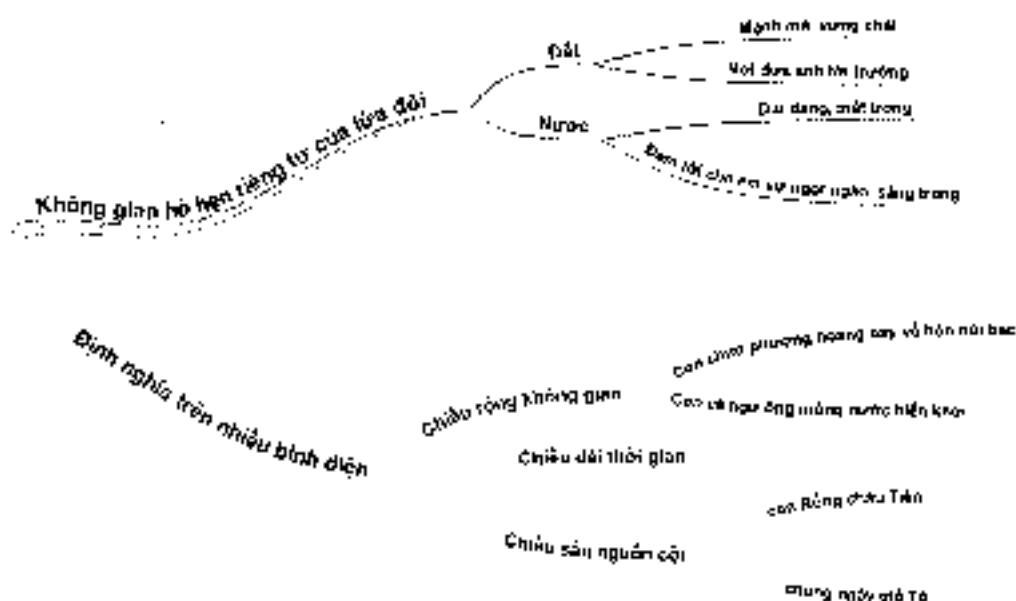 Không gian hò hẹn riêng tư của lứa đôi
Đất
Mạnh mẽ vững chãi
Nơi đưa anh tới trường
Nước
Dịu dàng, mát trong
Đem tới cho em sự ngọt ngào sáng trong
Định nghĩa trên nhiều bình diện
Chiều rộng không gian
Con chim phượng hoàng bay về hòn núi bạc
Con cá ngư ông móng nước biển khơi
Chiều dài thời gian
Chiều sâu nguồn cội
con Rồng cháu Tiên
ngày giỗ Tổ